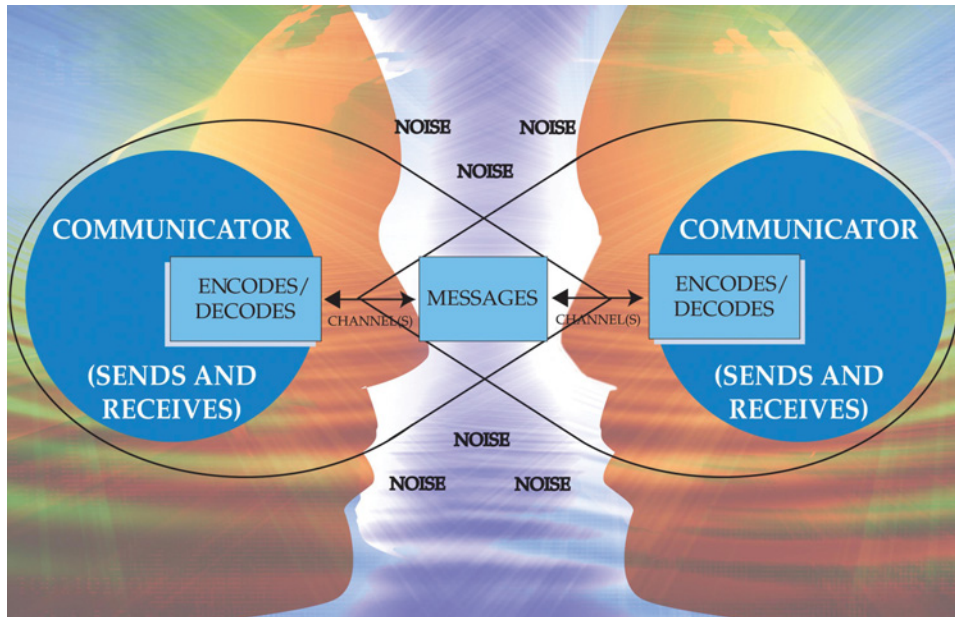 NOISE
NOISE
NOISE
COMMUNICATOR
ENCODES/
DECODES
(SENDS AND
RECEIVES)
CHANNEL(S)
MESSAGES
CHANNEL(S)
COMMUNICATOR
ENCODES/
DECODES
(SENDS AND
RECEIVES)
NOISE
NOISE
NOISE